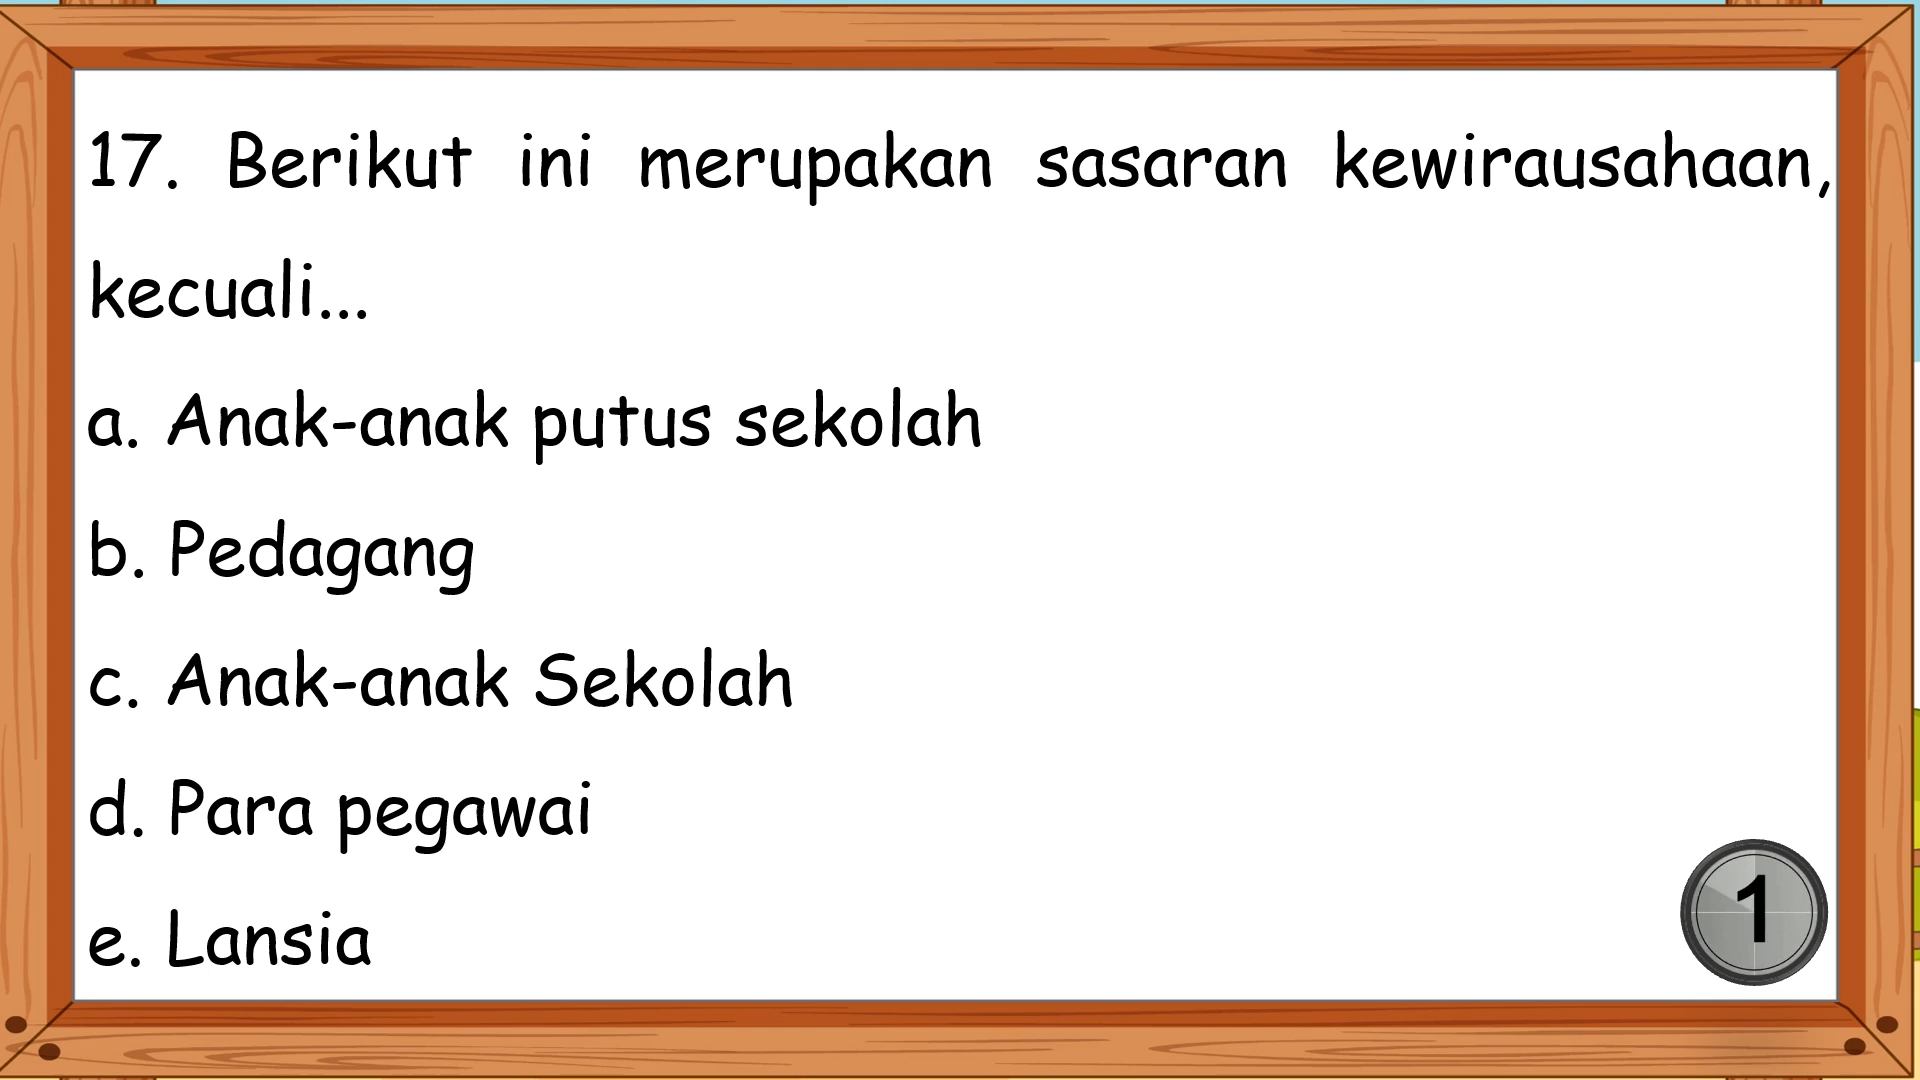 17. Berikut ini merupakan sasaran kewirausahaan,
kecuali...
a. Anak-anak putus sekolah
b. Pedagang
c. Anak-anak Sekolah
d. Para pegawai
e. Lansia
1